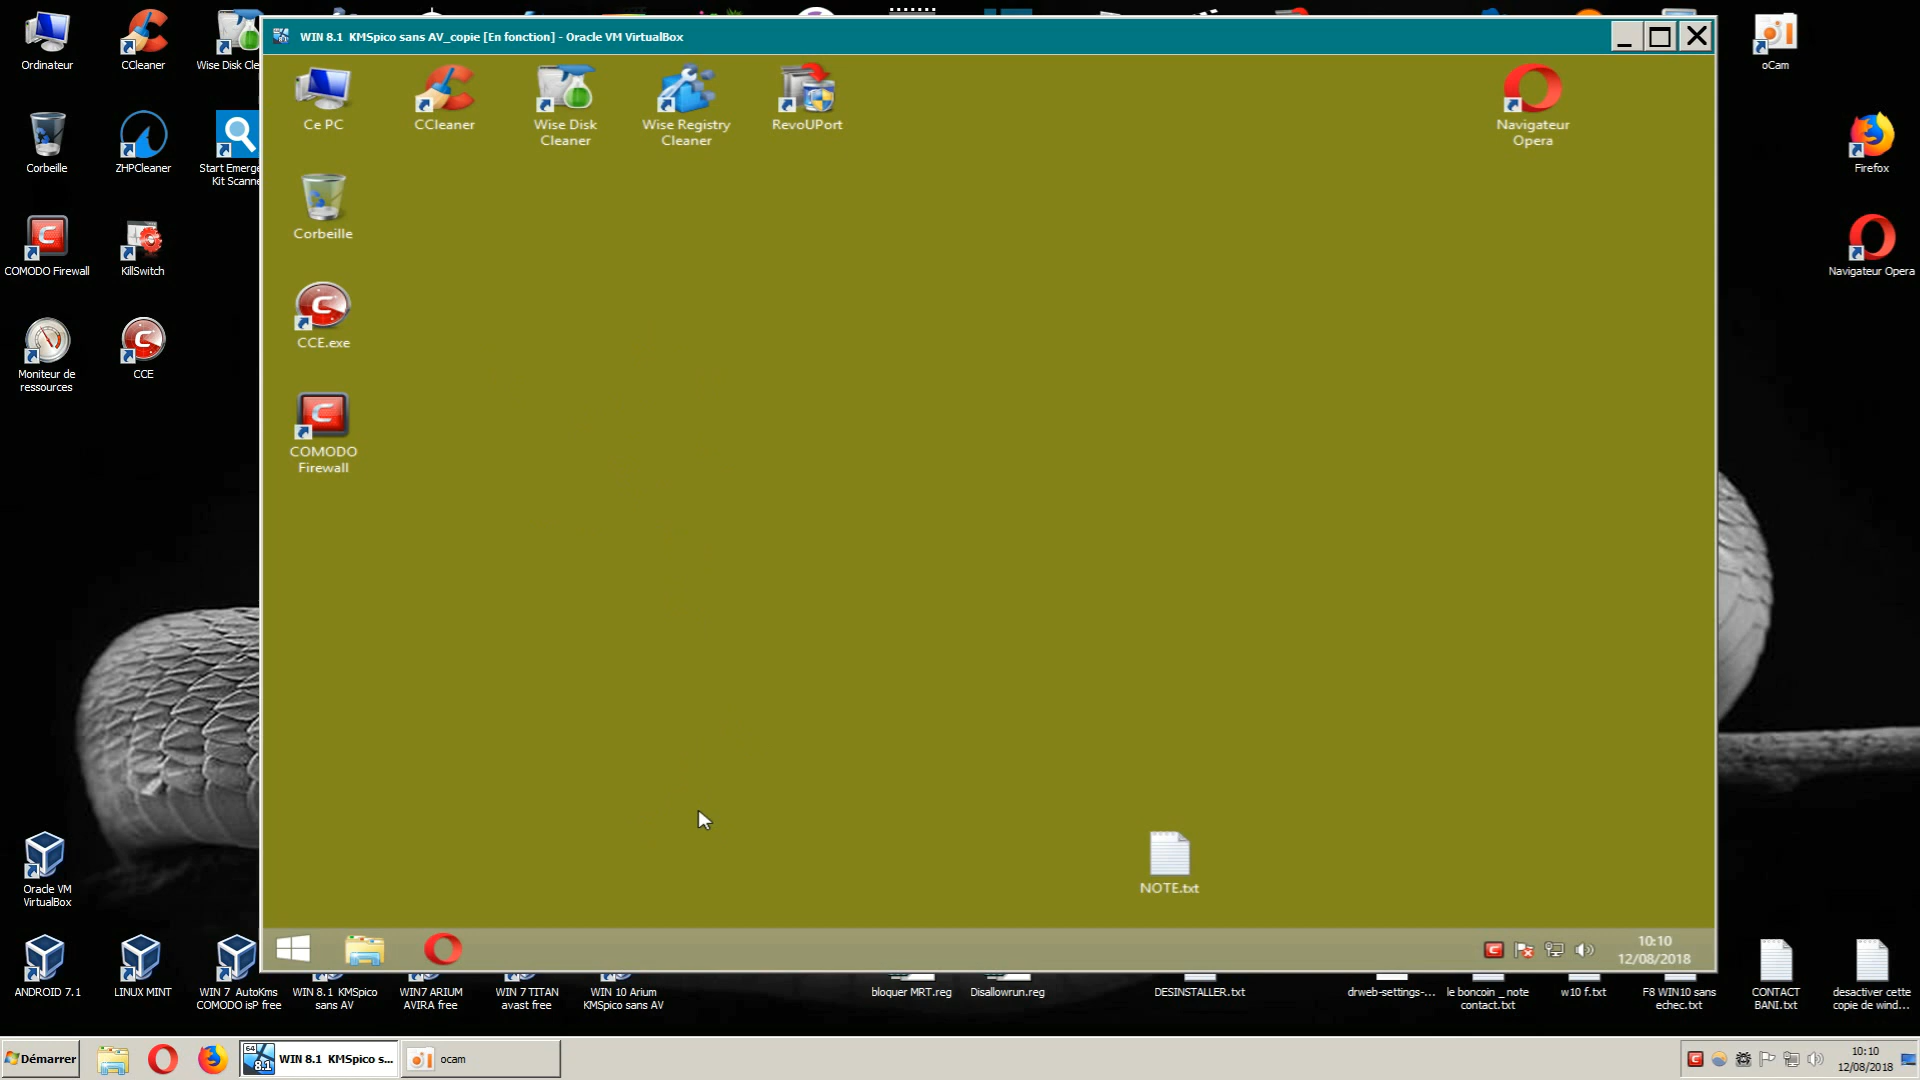 WIN 8.1 KMSpico sans AV_copie [En fonction] - Oracle VM VirtualBox
Ordinateur
CCleaner
Wise Disk Cle
oCam
Ce PC
CCleaner
Wise Disk
Cleaner
Wise Registry
Cleaner
RevoUPort
Navigateur
Opera
Corbeille
ZHPCleaner
Start Emerge
Kit Scanne
Firefox
Corbeille
COMODO Firewall
KillSwitch
Navigateur Opera
CCE.exe
Moniteur de
ressources
CCE
COMODO
Firewall
NOTE.txt
Oracle VM
VirtualBox
10:10
12/08/2018
ANDROID 7.1
LINUX MINT
WIN 7 AutoKms
COMODO isP free
WIN 8.1 KMSpico
sans AV
WIN7 ARIUM
AVIRA free
WIN 7 TITAN
avast free
WIN 10 Arium
KMSpico sans AV
bloquer MRT.reg
Disallowrun.reg
DESINSTALLER.txt
drweb-settings-...
le boncoin _ note
contact.txt
w10 f.txt
F8 WIN10 sans
echec.txt
CONTACT
BANI.txt
desactiver cette
copie de wind...
Démarrer
64
8.1
WIN 8.1 KMSpico s...
ocam
10:10
12/08/2018